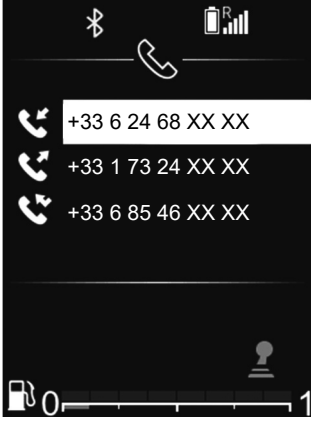 R
+33 6 24 68 XX XX
+33 1 73 24 XX XX
+33 6 85 46 XX XX
0 1